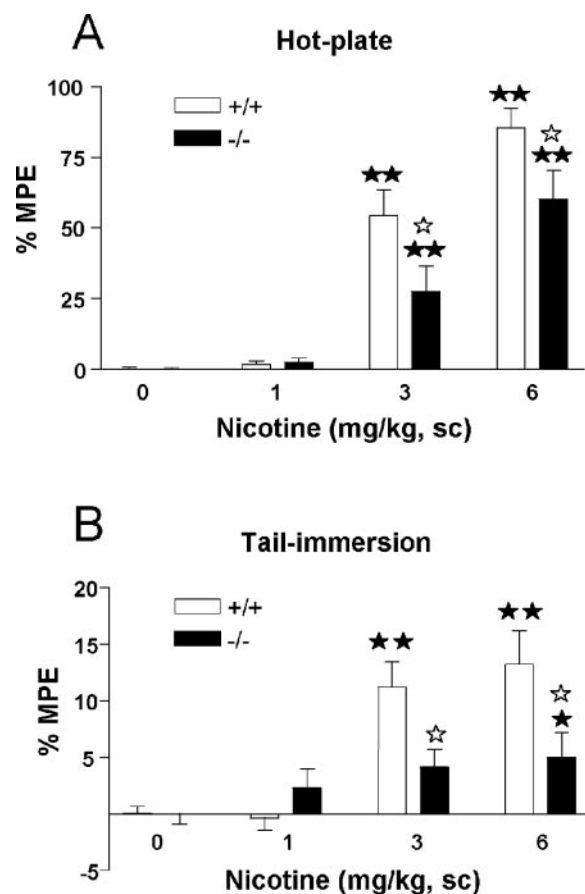 A
Hot-plate
+/+
-/-
% MPE
100
75
50
25
0
0 1 3 6
Nicotine (mg/kg, sc)
B
Tail-immersion
+/+
-/-
% MPE
20
15
10
5
-5
0 1 3 6
Nicotine (mg/kg, sc)